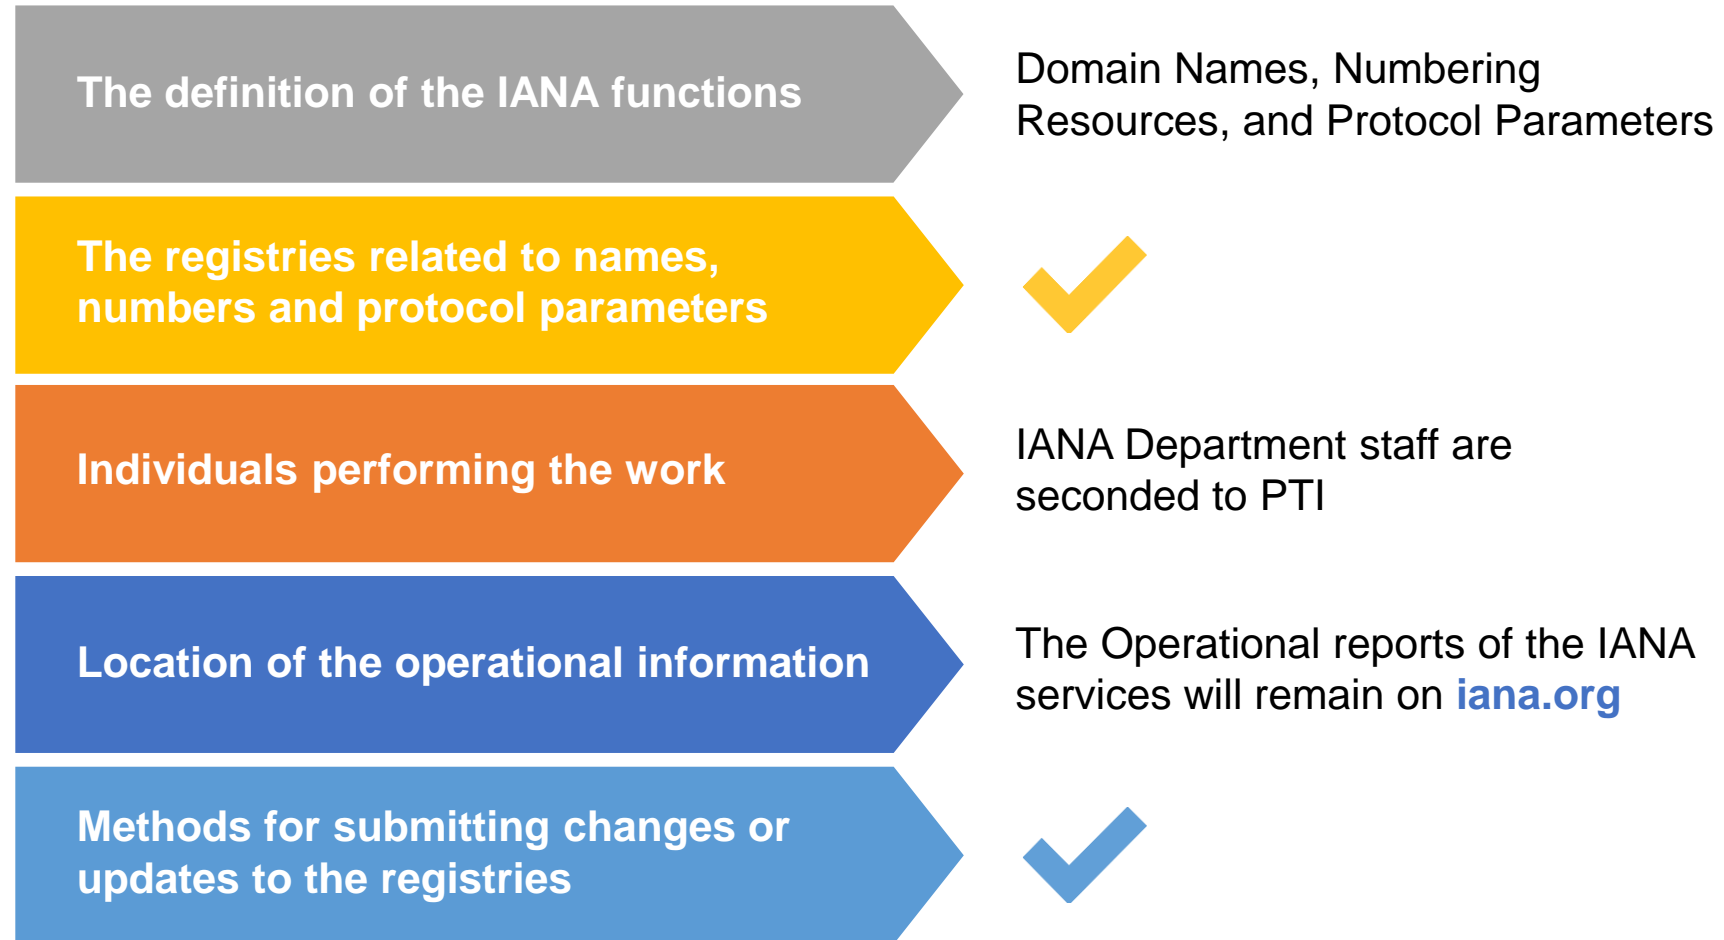 The definition of the IANA functions
Domain Names, Numbering
Resources, and Protocol Parameters
The registries related to names,
numbers and protocol parameters
Individuals performing the work
IANA Department staff are
seconded to PTI
Location of the operational information
The Operational reports of the IANA
services will remain on iana.org
Methods for submitting changes or
updates to the registries